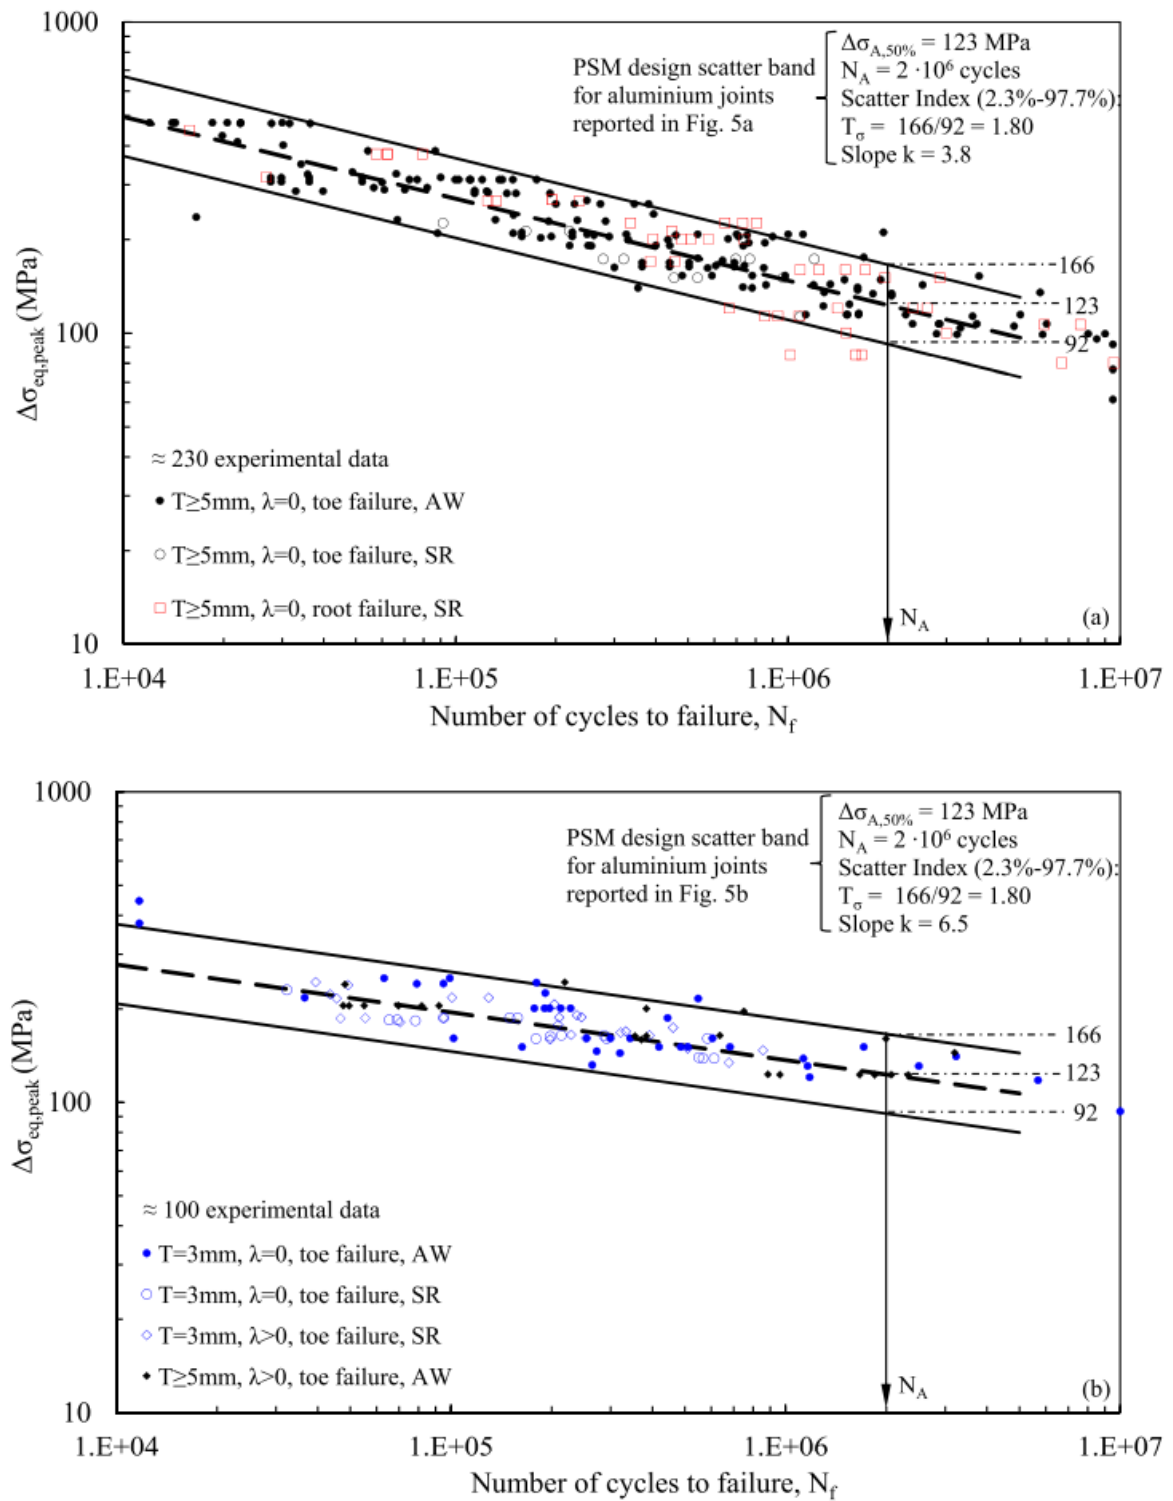 1000
PSM design scatter band
for aluminium joints
reported in Fig. 5a
Δσ_A,50% = 123 MPa
N_A = 2 ·10⁶ cycles
Scatter Index (2.3%-97.7%):
T_σ = 166/92 = 1.80
Slope k = 3.8
166
123
92
100
Δσ_eq,peak (MPa)
≈ 230 experimental data
T≥5mm, λ=0, toe failure, AW
T≥5mm, λ=0, toe failure, SR
T≥5mm, λ=0, root failure, SR
N_A
(a)
10
1.E+04 1.E+05 1.E+06 1.E+07
Number of cycles to failure, N_f
1000
PSM design scatter band
for aluminium joints
reported in Fig. 5b
Δσ_A,50% = 123 MPa
N_A = 2 ·10⁶ cycles
Scatter Index (2.3%-97.7%):
T_σ = 166/92 = 1.80
Slope k = 6.5
166
123
92
100
Δσ_eq,peak (MPa)
≈ 100 experimental data
T=3mm, λ=0, toe failure, AW
T=3mm, λ=0, toe failure, SR
T=3mm, λ>0, toe failure, SR
T≥5mm, λ>0, toe failure, AW
N_A
(b)
10
1.E+04 1.E+05 1.E+06 1.E+07
Number of cycles to failure, N_f